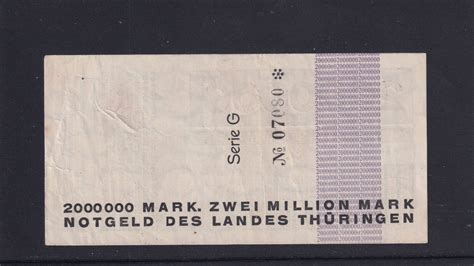 Serie G
№ 07080 *
2000000 MARK. ZWEI MILLION MARK
NOTGELD DES LANDES THÜRINGEN